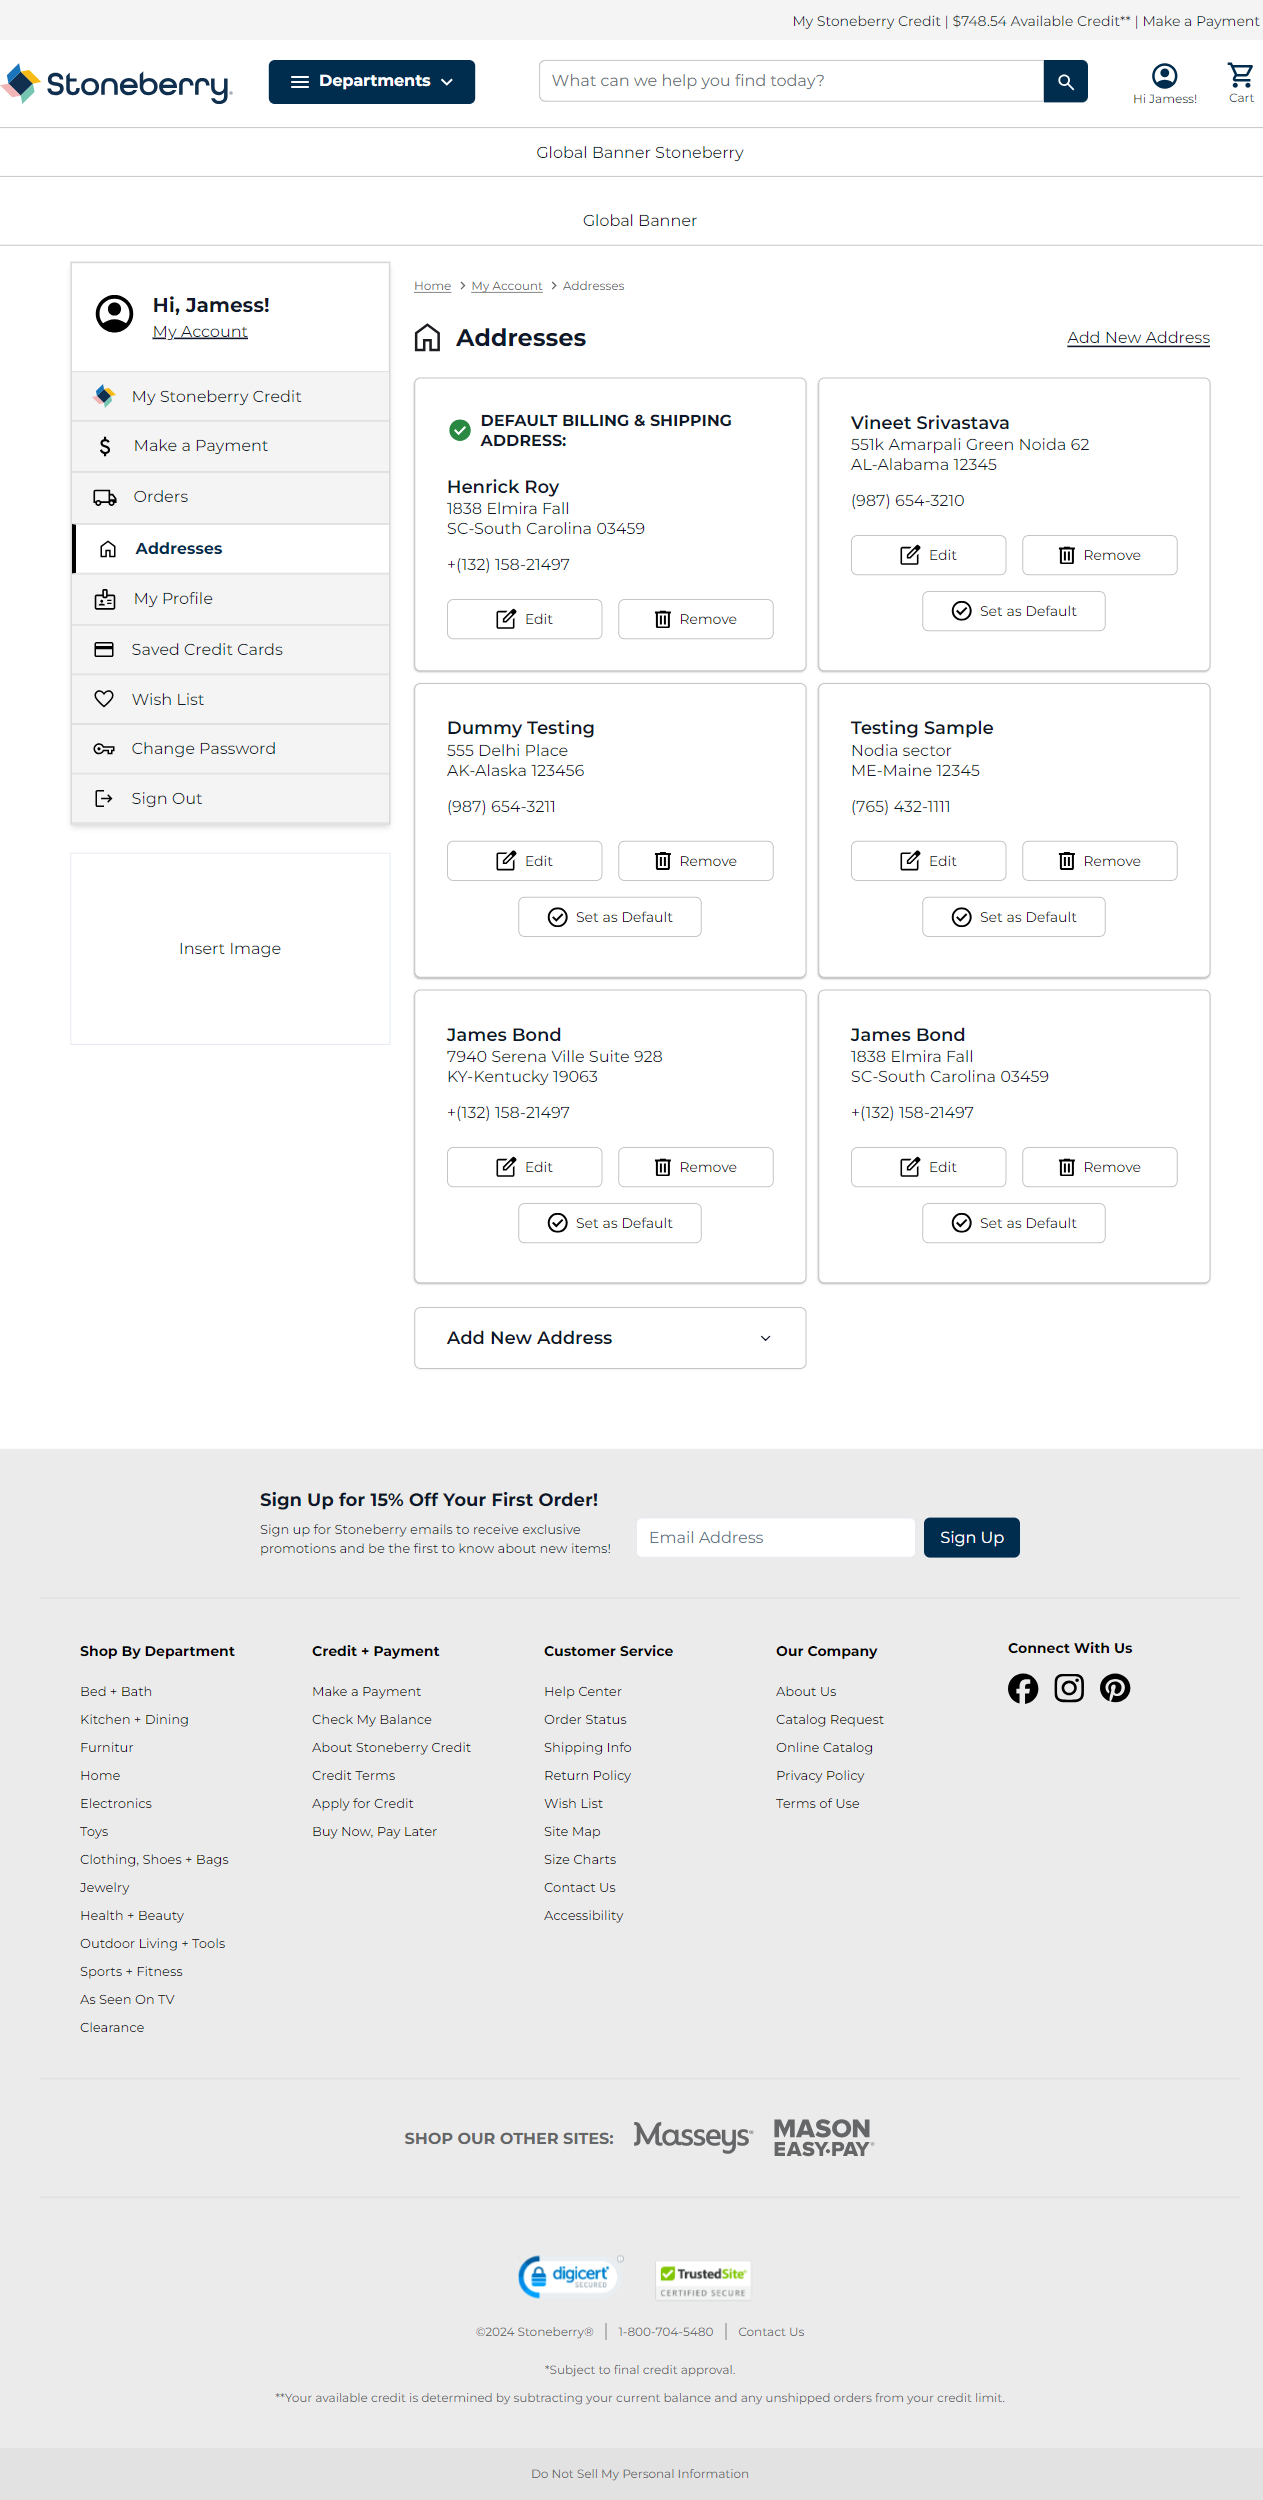 My Stoneberry Credit | $748.54 Available Credit** | Make a Payment
Stoneberry
Departments
What can we help you find today?
Hi Jamess!
Cart
Global Banner Stoneberry
Global Banner
Hi, Jamess!
My Account
My Stoneberry Credit
Make a Payment
Orders
Addresses
My Profile
Saved Credit Cards
Wish List
Change Password
Sign Out
Insert Image
Home > My Account > Addresses
Addresses
Add New Address
DEFAULT BILLING & SHIPPING
ADDRESS:
Henrick Roy
1838 Elmira Fall
SC-South Carolina 03459
+(132) 158-21497
Edit
Remove
Vineet Srivastava
551k Amarpali Green Noida 62
AL-Alabama 12345
(987) 654-3210
Edit
Remove
Set as Default
Dummy Testing
555 Delhi Place
AK-Alaska 123456
(987) 654-3211
Edit
Remove
Set as Default
Testing Sample
Nodia sector
ME-Maine 12345
(765) 432-1111
Edit
Remove
Set as Default
James Bond
7940 Serena Ville Suite 928
KY-Kentucky 19063
+(132) 158-21497
Edit
Remove
Set as Default
James Bond
1838 Elmira Fall
SC-South Carolina 03459
+(132) 158-21497
Edit
Remove
Set as Default
Add New Address
Sign Up for 15% Off Your First Order!
Sign up for Stoneberry emails to receive exclusive
promotions and be the first to know about new items!
Email Address
Sign Up
Shop By Department
Bed + Bath
Kitchen + Dining
Furnitur
Home
Electronics
Toys
Clothing, Shoes + Bags
Jewelry
Health + Beauty
Outdoor Living + Tools
Sports + Fitness
As Seen On TV
Clearance
Credit + Payment
Make a Payment
Check My Balance
About Stoneberry Credit
Credit Terms
Apply for Credit
Buy Now, Pay Later
Customer Service
Help Center
Order Status
Shipping Info
Return Policy
Wish List
Site Map
Size Charts
Contact Us
Accessibility
Our Company
About Us
Catalog Request
Online Catalog
Privacy Policy
Terms of Use
Connect With Us
SHOP OUR OTHER SITES:
Masseys
MASON
EASY•PAY
digicert
SECURED
TrustedSite
CERTIFIED SECURE
©2024 Stoneberry® | 1-800-704-5480 | Contact Us
*Subject to final credit approval.
**Your available credit is determined by subtracting your current balance and any unshipped orders from your credit limit.
Do Not Sell My Personal Information